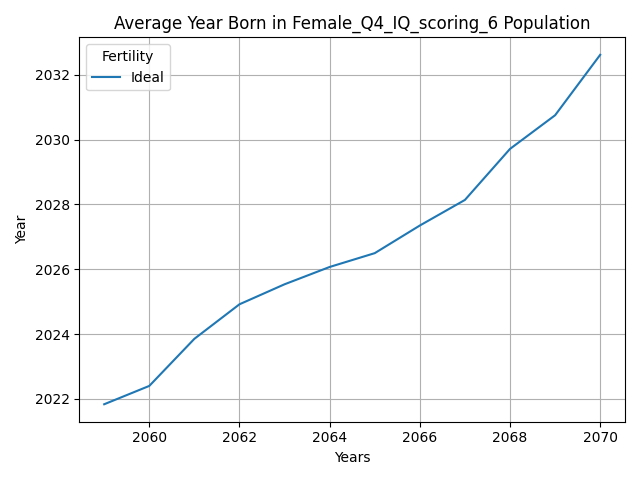 Average Year Born in Female_Q4_IQ_scoring_6 Population
Fertility
Ideal
2032
2030
2028
2026
2024
2022
Year
2060 2062 2064 2066 2068 2070
Years